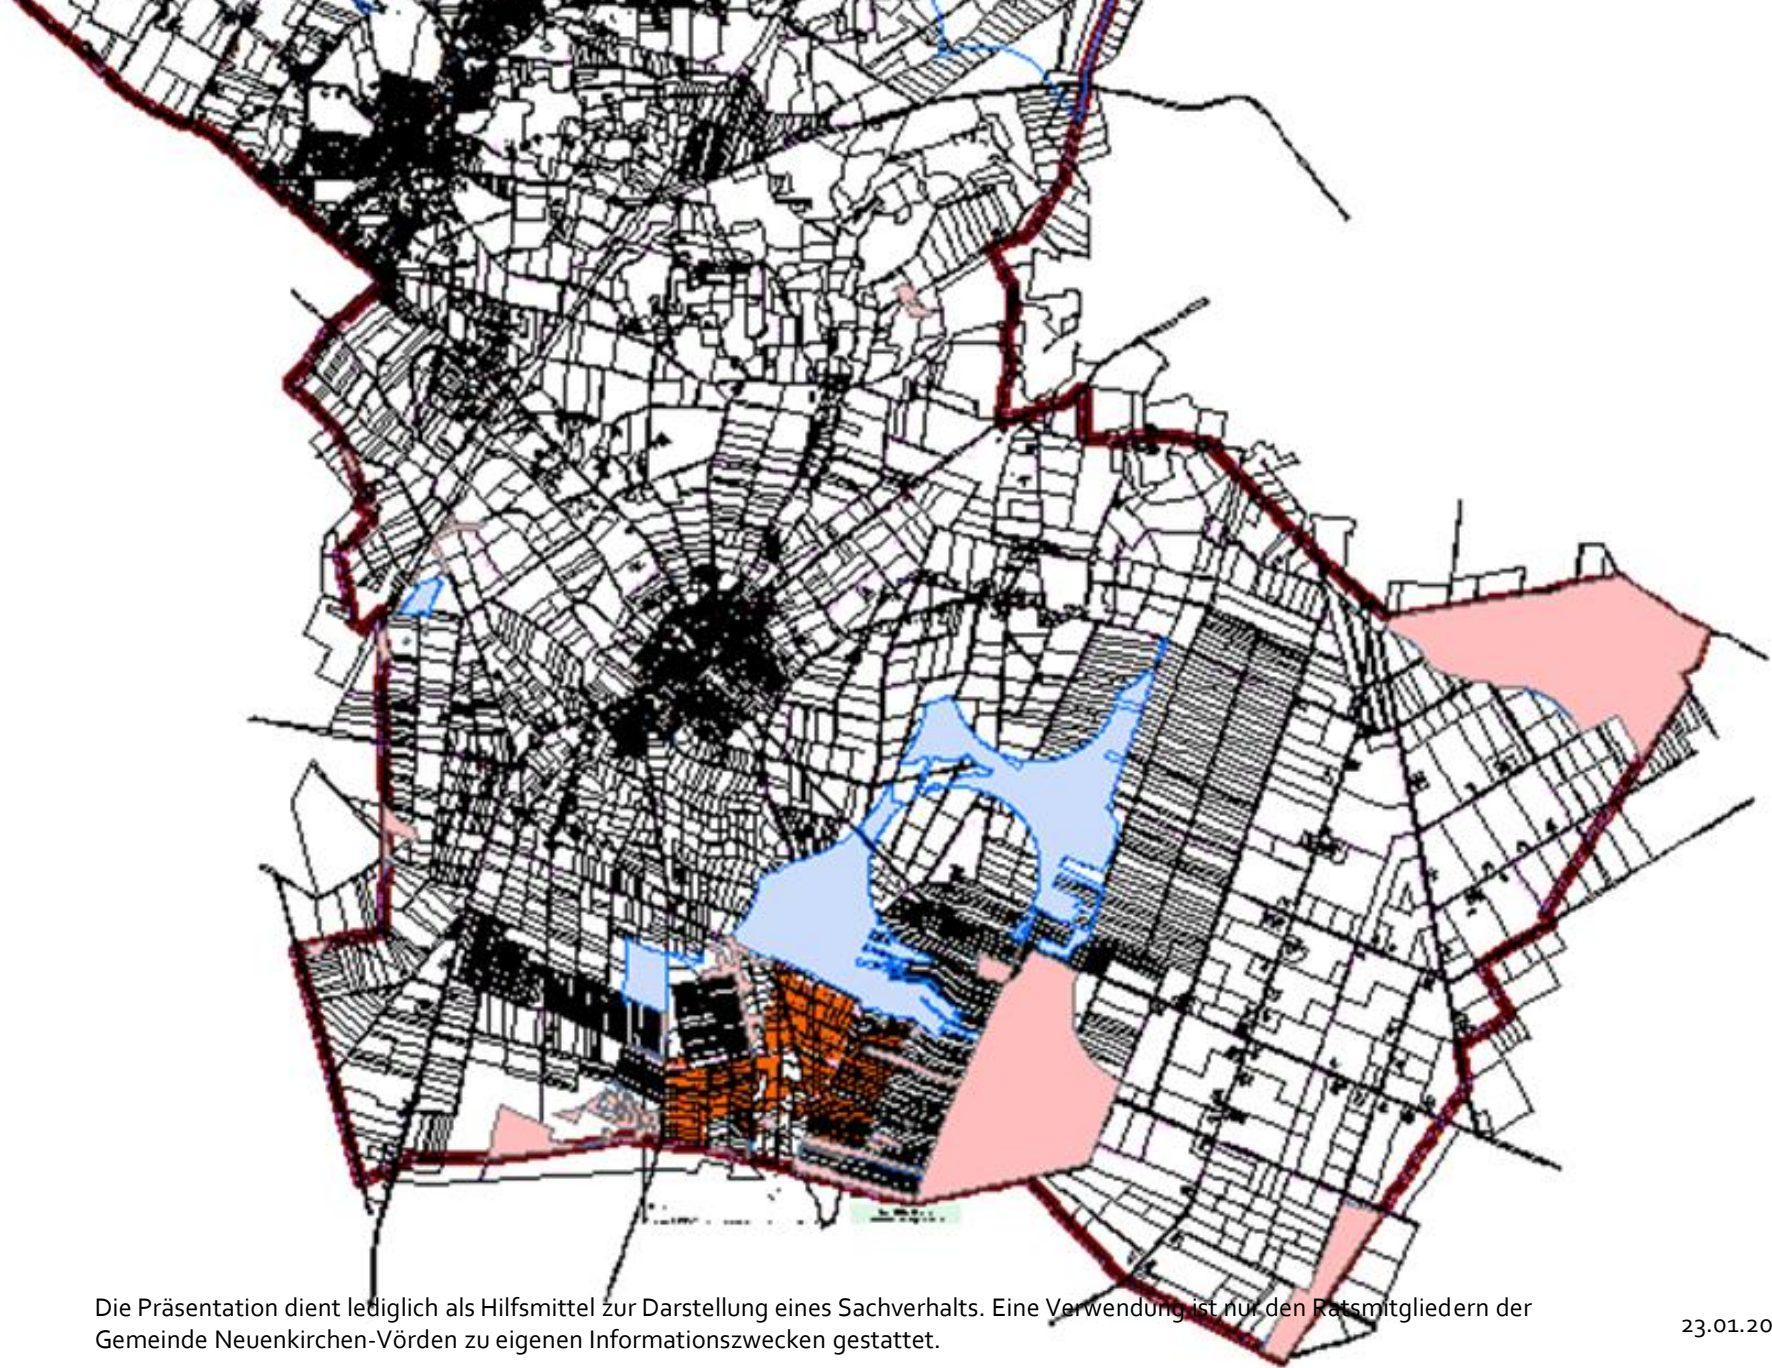 Die Präsentation dient lediglich als Hilfsmittel zur Darstellung eines Sachverhalts. Eine Verwendung ist nur den Ratsmitgliedern der
Gemeinde Neuenkirchen-Vörden zu eigenen Informationszwecken gestattet.
23.01.20